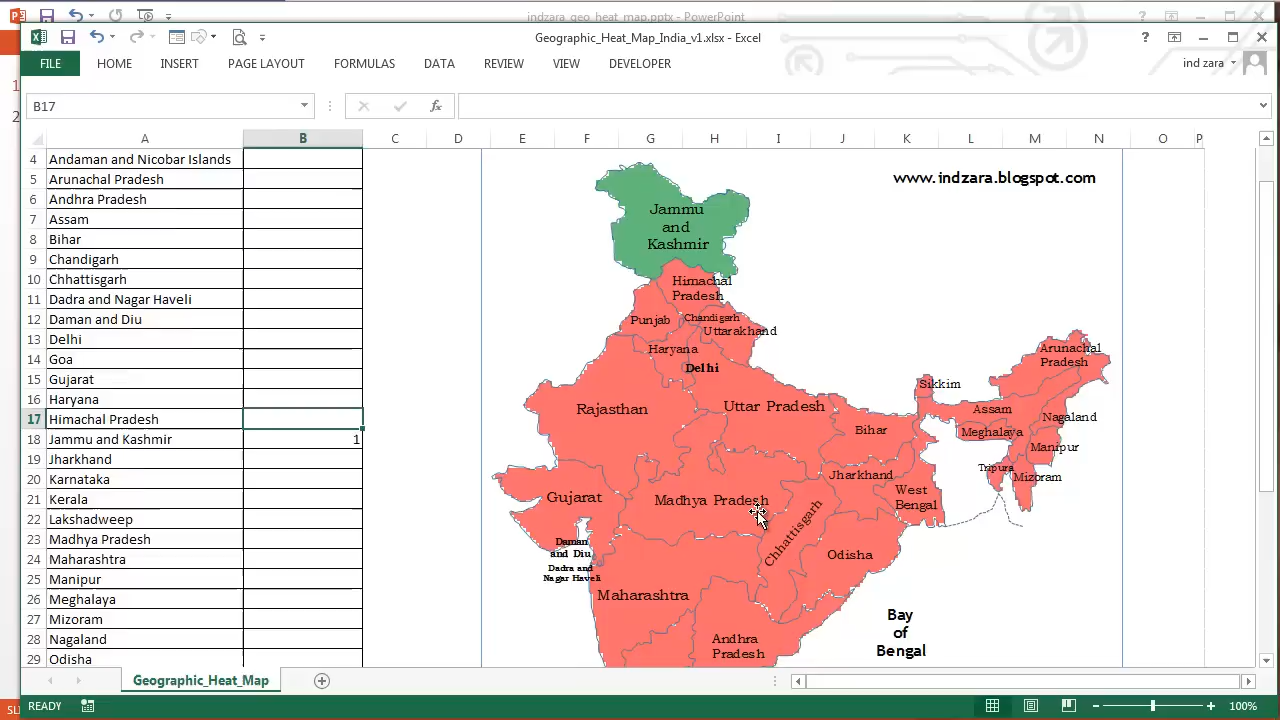 indzara_geo_heat_map.pptx - PowerPoint
Geographic_Heat_Map_India_v1.xlsx - Excel
FILE HOME INSERT PAGE LAYOUT FORMULAS DATA REVIEW VIEW DEVELOPER ind zara
B17 fx
A B C D E F G H I J K L M N O P
4 Andaman and Nicobar Islands
5 Arunachal Pradesh
6 Andhra Pradesh
7 Assam
8 Bihar
9 Chandigarh
10 Chhattisgarh
11 Dadra and Nagar Haveli
12 Daman and Diu
13 Delhi
14 Goa
15 Gujarat
16 Haryana
17 Himachal Pradesh
18 Jammu and Kashmir 1
19 Jharkhand
20 Karnataka
21 Kerala
22 Lakshadweep
23 Madhya Pradesh
24 Maharashtra
25 Manipur
26 Meghalaya
27 Mizoram
28 Nagaland
29 Odisha
www.indzara.blogspot.com
Jammu
and
Kashmir
Himachal
Pradesh
Punjab
Chandigarh
Uttarakhand
Haryana
Delhi
Rajasthan
Uttar Pradesh
Bihar
Sikkim
Arunachal
Pradesh
Assam
Nagaland
Meghalaya
Manipur
Tripura
Mizoram
Jharkhand
West
Bengal
Gujarat
Madhya Pradesh
Chhattisgarh
Odisha
Daman
and Diu
Dadra and
Nagar Haveli
Maharashtra
Andhra
Pradesh
Bay
of
Bengal
Geographic_Heat_Map
READY 100%
1
2
SLI